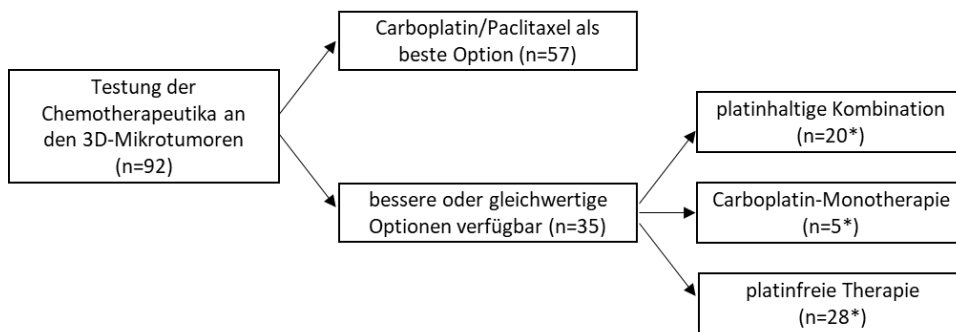 Testung der
Chemotherapeutika an
den 3D-Mikrotumoren
(n=92)
Carboplatin/Paclitaxel als
beste Option (n=57)
bessere oder gleichwertige
Optionen verfügbar (n=35)
platinhaltige Kombination
(n=20*)
Carboplatin-Monotherapie
(n=5*)
platinfreie Therapie
(n=28*)